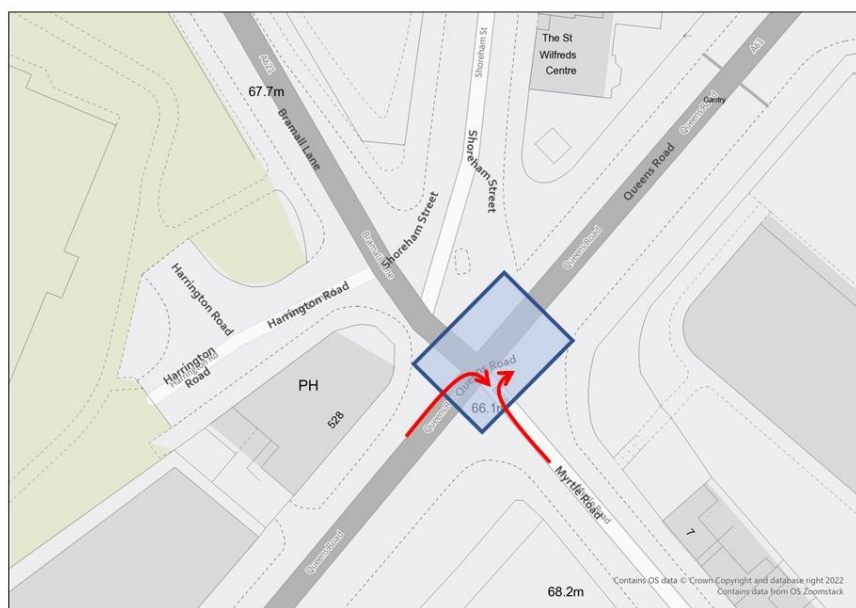 A61
A621
67.7m
Bramall Lane
Bramall Lane
Shoreham St
Shoreham Street
Shoreham Street
The St
Wilfreds
Centre
Gantry
Queens Road
Queens Road
Queens Road
Harrington Road
Harrington Road
Harrington
Road
Harrington Rd
PH
528
Queens Road
66.1m
Queens Road
Myrtle Road
7
68.2m
Contains OS data © Crown Copyright and database right 2022
Contains data from OS Zoomstack